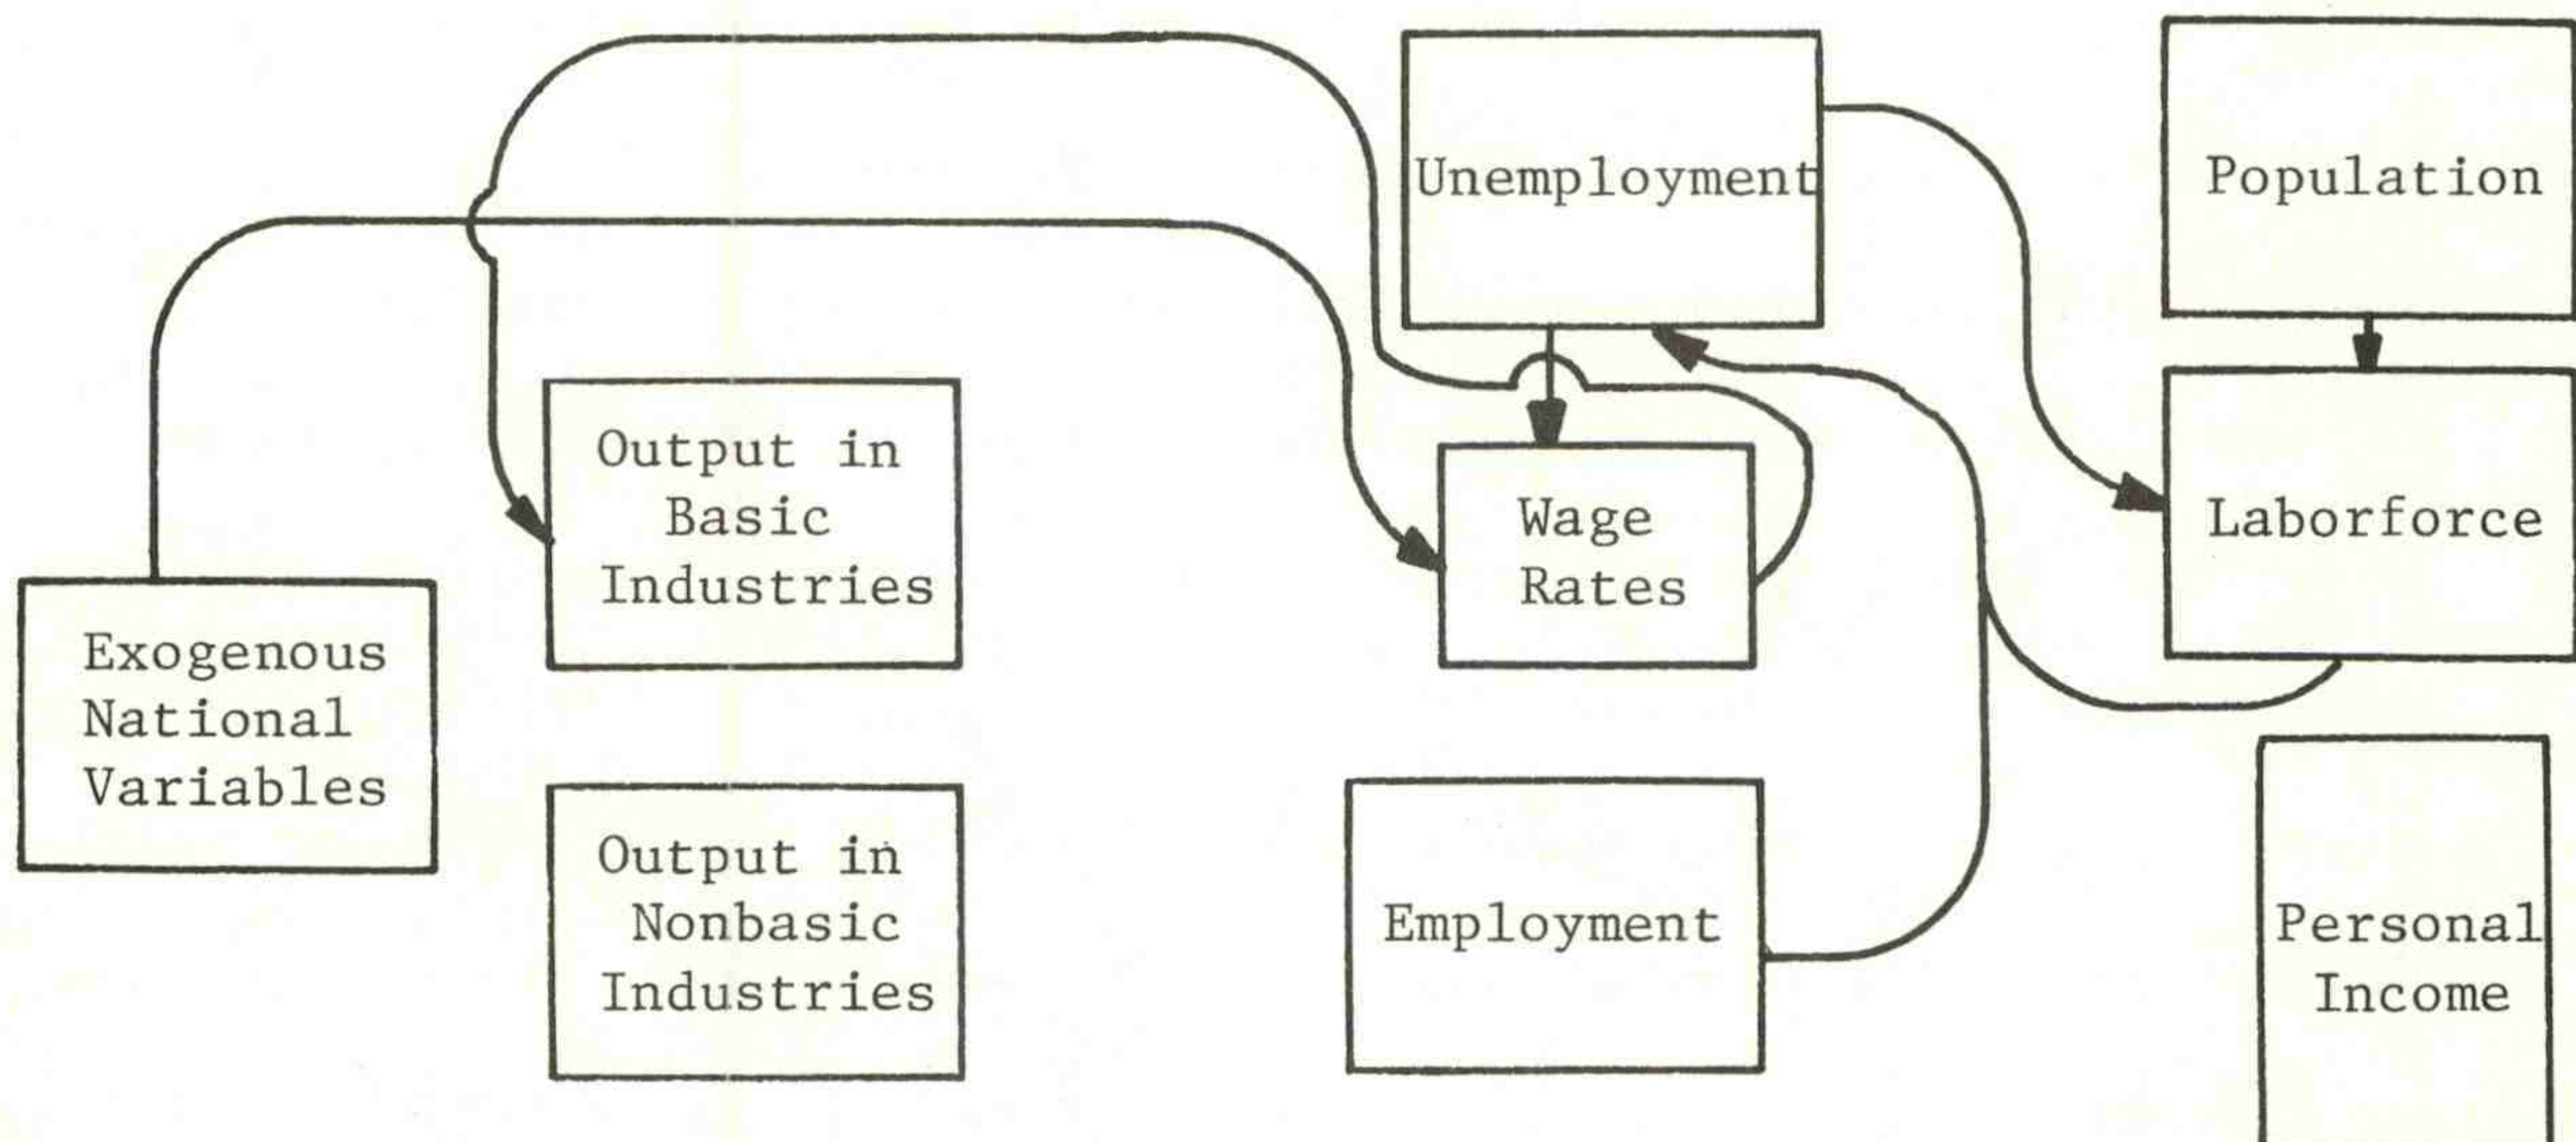 Unemployment
Population
Output in
Basic
Industries
Wage
Rates
Laborforce
Exogenous
National
Variables
Output in
Nonbasic
Industries
Employment
Personal
Income